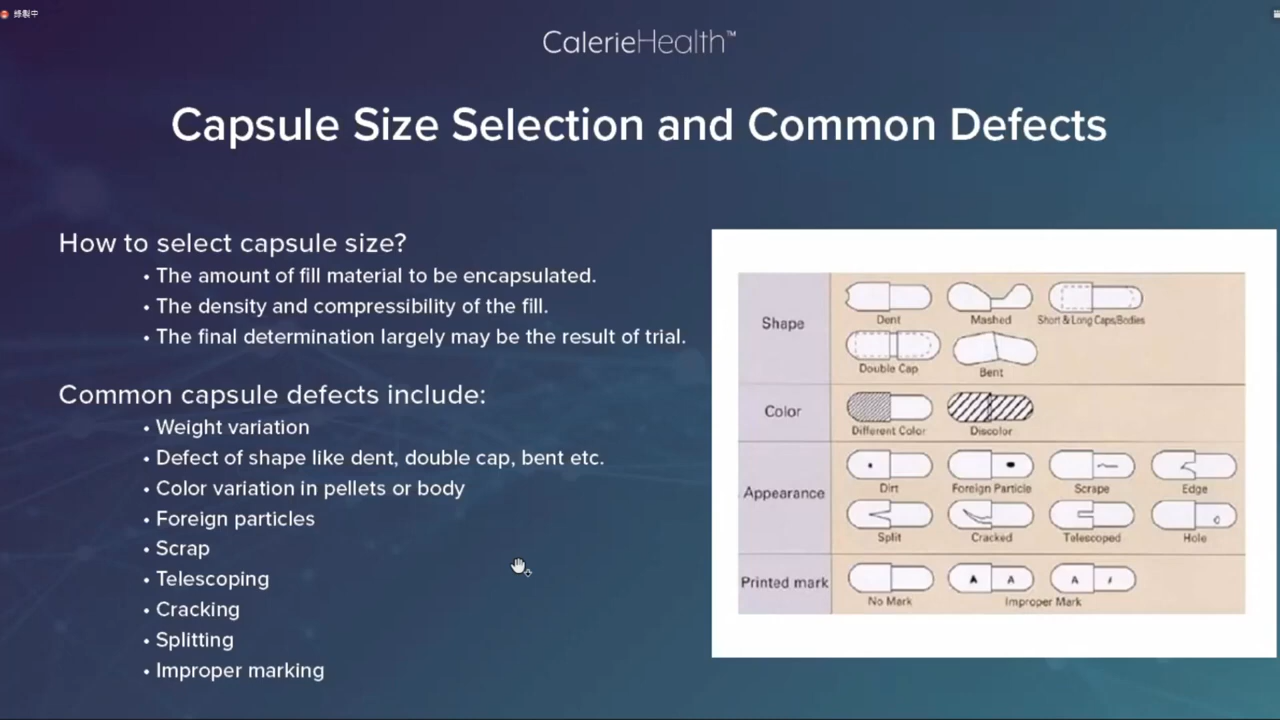 錄製中
CalerieHealth™
Capsule Size Selection and Common Defects
How to select capsule size?
• The amount of fill material to be encapsulated.
• The density and compressibility of the fill.
• The final determination largely may be the result of trial.
Common capsule defects include:
• Weight variation
• Defect of shape like dent, double cap, bent etc.
• Color variation in pellets or body
• Foreign particles
• Scrap
• Telescoping
• Cracking
• Splitting
• Improper marking
Shape
Dent Mashed Short & Long Caps/Bodies
Double Cap Bent
Color
Different Color Discolor
Appearance
Dirt Foreign Particle Scrape Edge
Split Cracked Telescoped Hole
Printed mark
A A A
No Mark Improper Mark